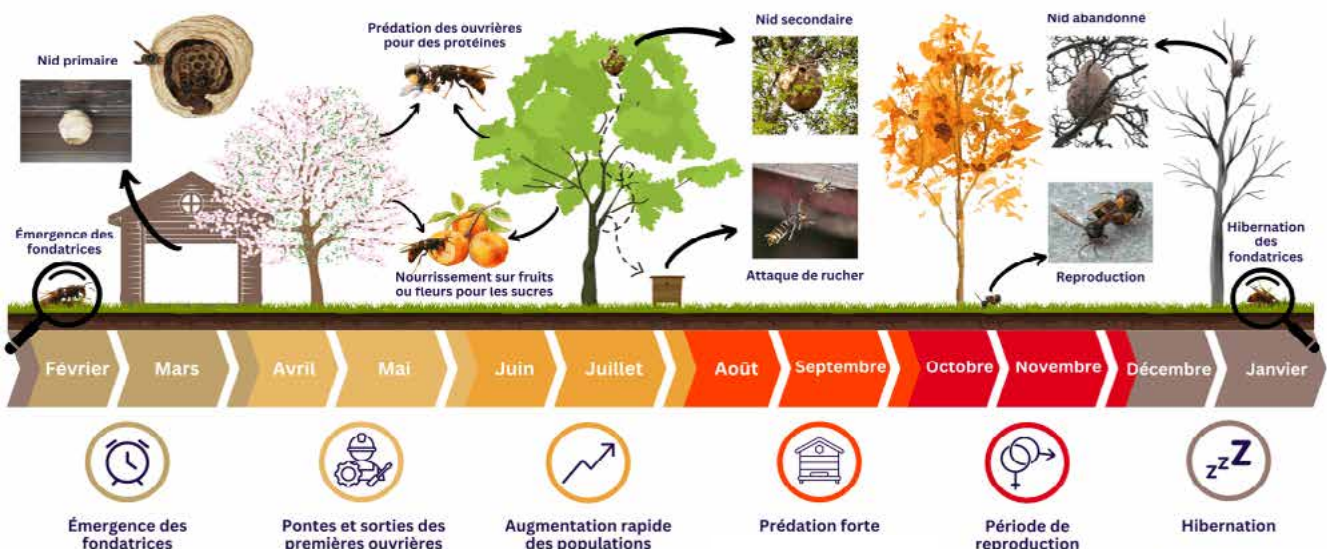 Nid primaire
Prédation des ouvrières
pour des protéines
Nid secondaire
Nid abandonné
Émergence des
fondatrices
Nourrissement sur fruits
ou fleurs pour les sucres
Attaque de rucher
Reproduction
Hibernation
des
fondatrices
Février
Mars
Avril
Mai
Juin
Juillet
Août
Septembre
Octobre
Novembre
Décembre
Janvier
zzZ
Émergence des
fondatrices
Pontes et sorties des
premières ouvrières
Augmentation rapide
des populations
Prédation forte
Période de
reproduction
Hibernation